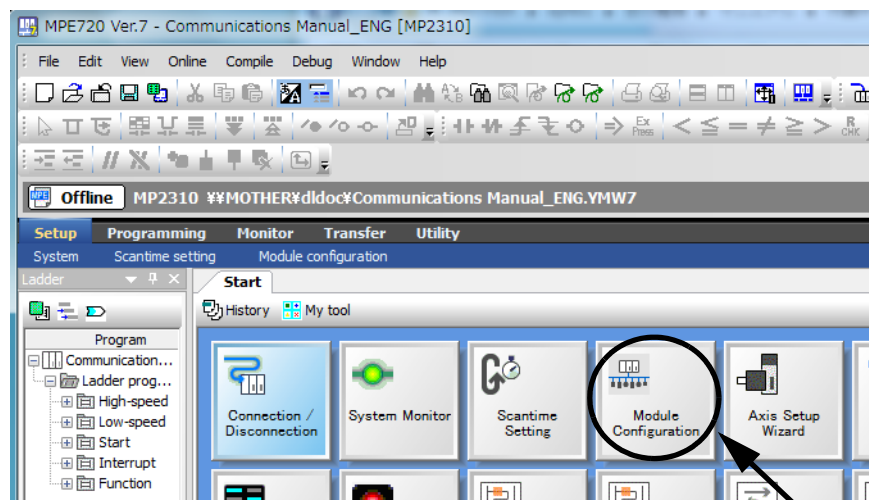 MPE720 Ver.7 - Communications Manual_ENG [MP2310]
File Edit View Online Compile Debug Window Help
Ex
Press
R
CHK
Offline MP2310 ¥¥MOTHER¥dldoc¥Communications Manual_ENG.YMW7
Setup Programming Monitor Transfer Utility
System Scantime setting Module configuration
Ladder
Start
History My tool
Program
Communication...
Ladder prog...
High-speed
Low-speed
Start
Interrupt
Function
Connection /
Disconnection
System Monitor
Scantime
Setting
Module
Configuration
Axis Setup
Wizard